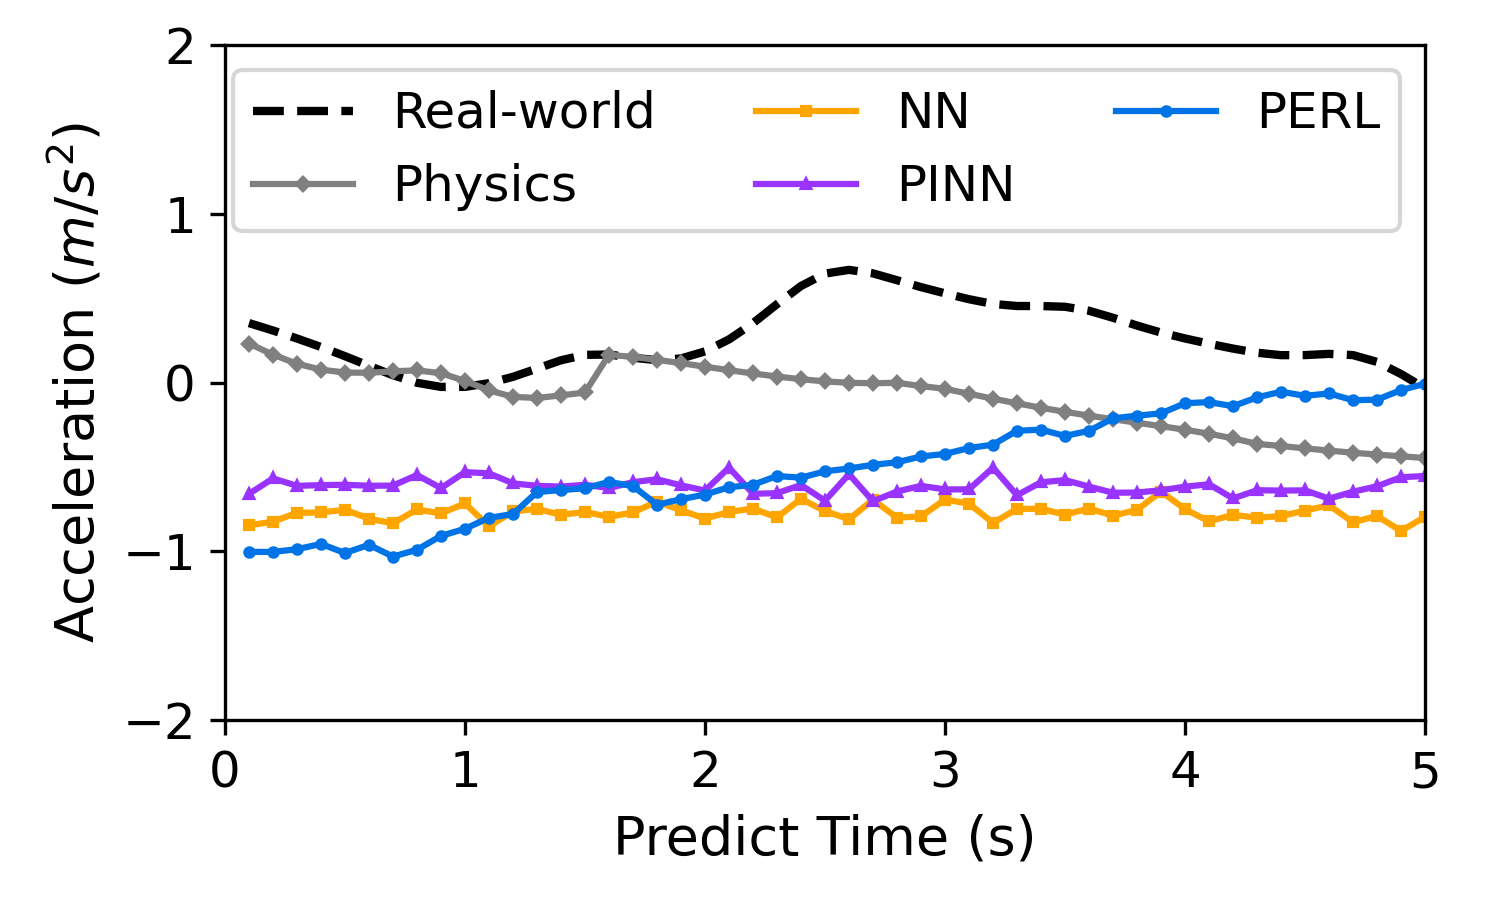 Acceleration (m/s²)
2
1
0
−1
−2
Real-world
Physics
NN
PINN
PERL
0 1 2 3 4 5
Predict Time (s)